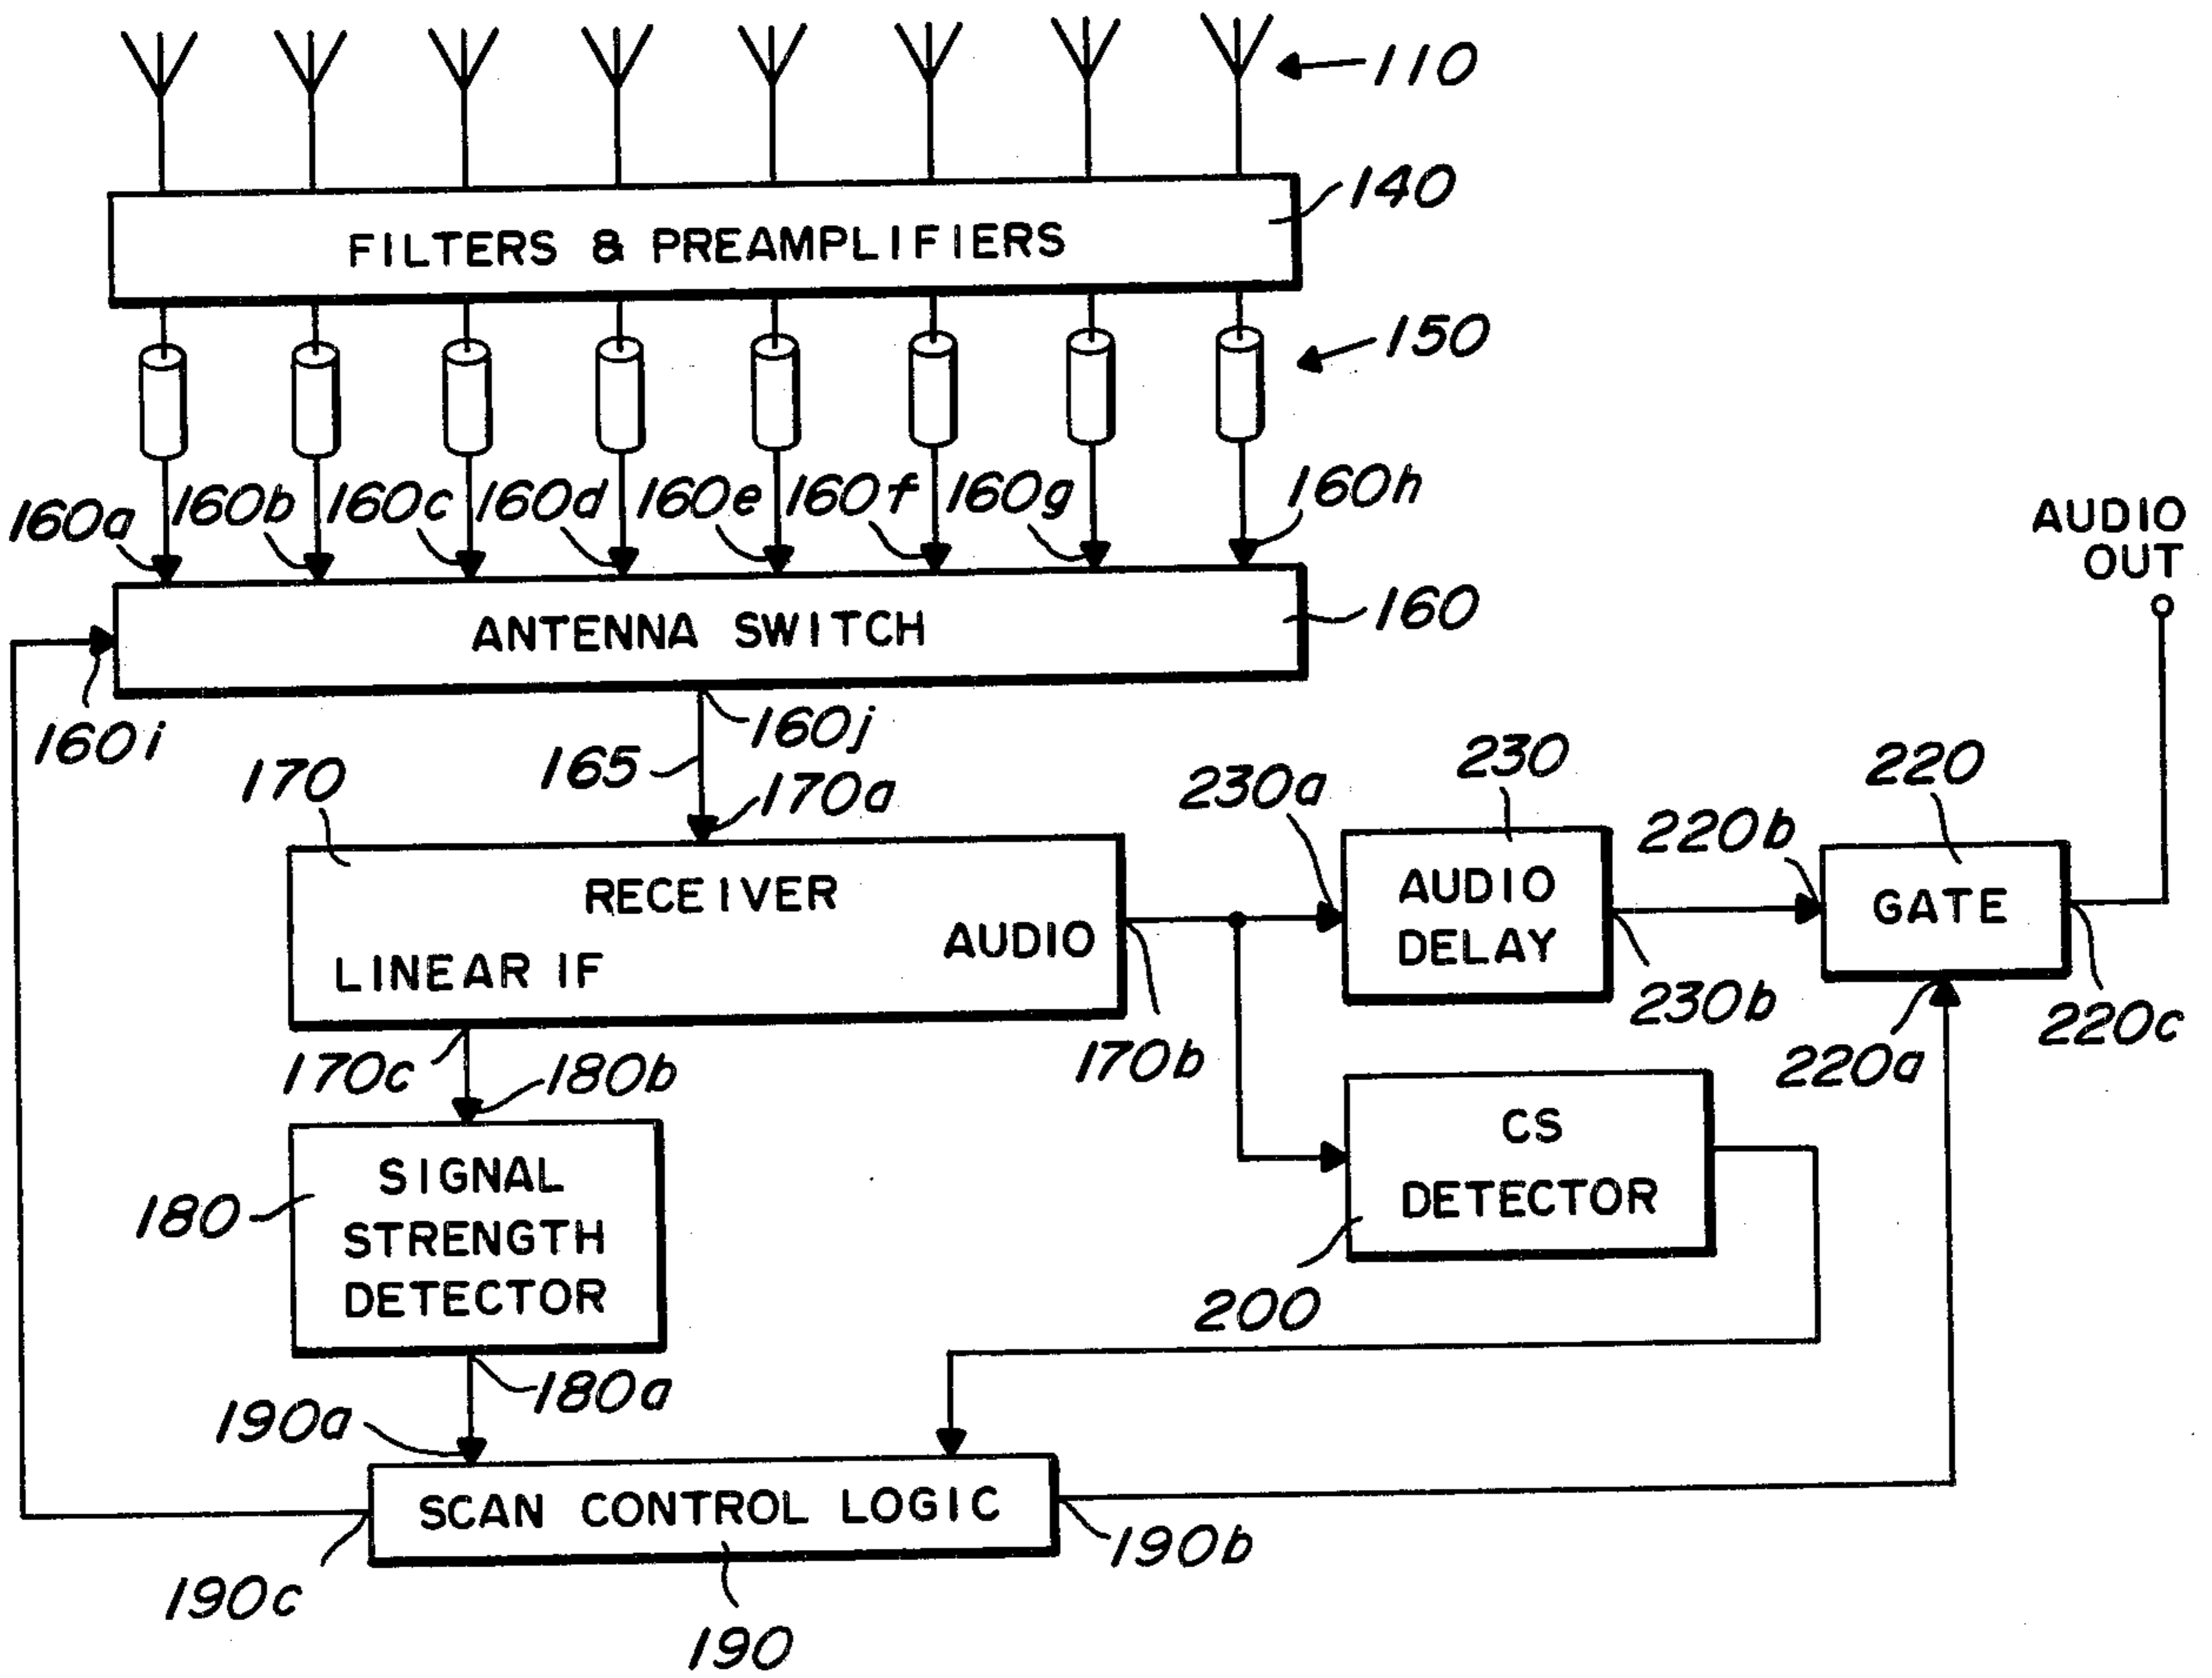 110
140
FILTERS & PREAMPLIFIERS
150
160a 160b 160c 160d 160e 160f 160g 160h
AUDIO
OUT
160
ANTENNA SWITCH
160i
160j
165
170
170a
230a
230
220b
220
RECEIVER
AUDIO
LINEAR IF
AUDIO
DELAY
GATE
170c
180b
170b
230b
220a
220c
CS
DETECTOR
200
180
SIGNAL
STRENGTH
DETECTOR
180a
190a
SCAN CONTROL LOGIC
190b
190c
190